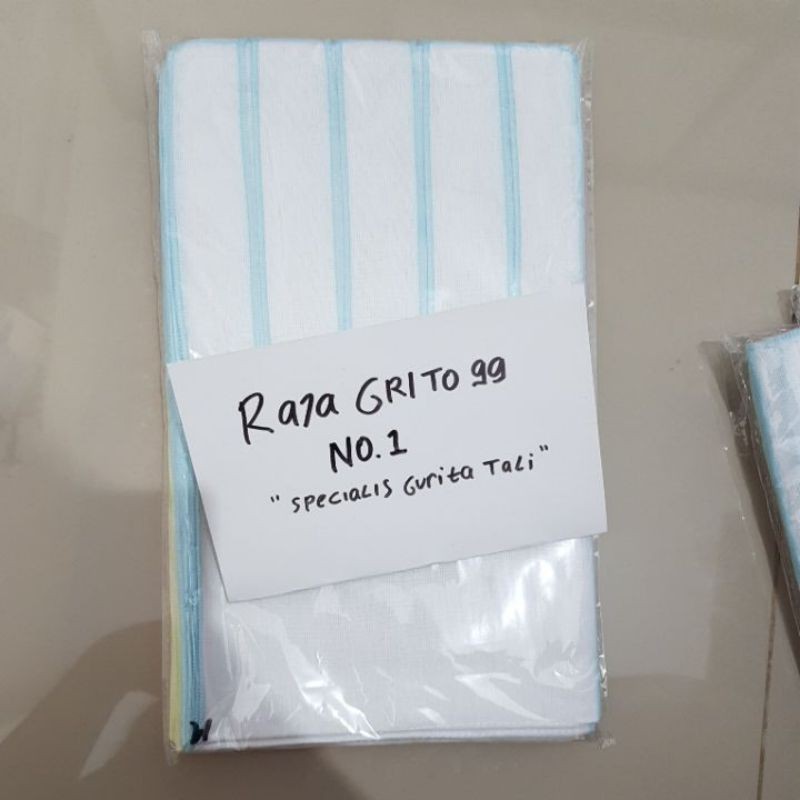 Raja GRITO 99
NO.1
"SPECIALIS Gurita TaLi"